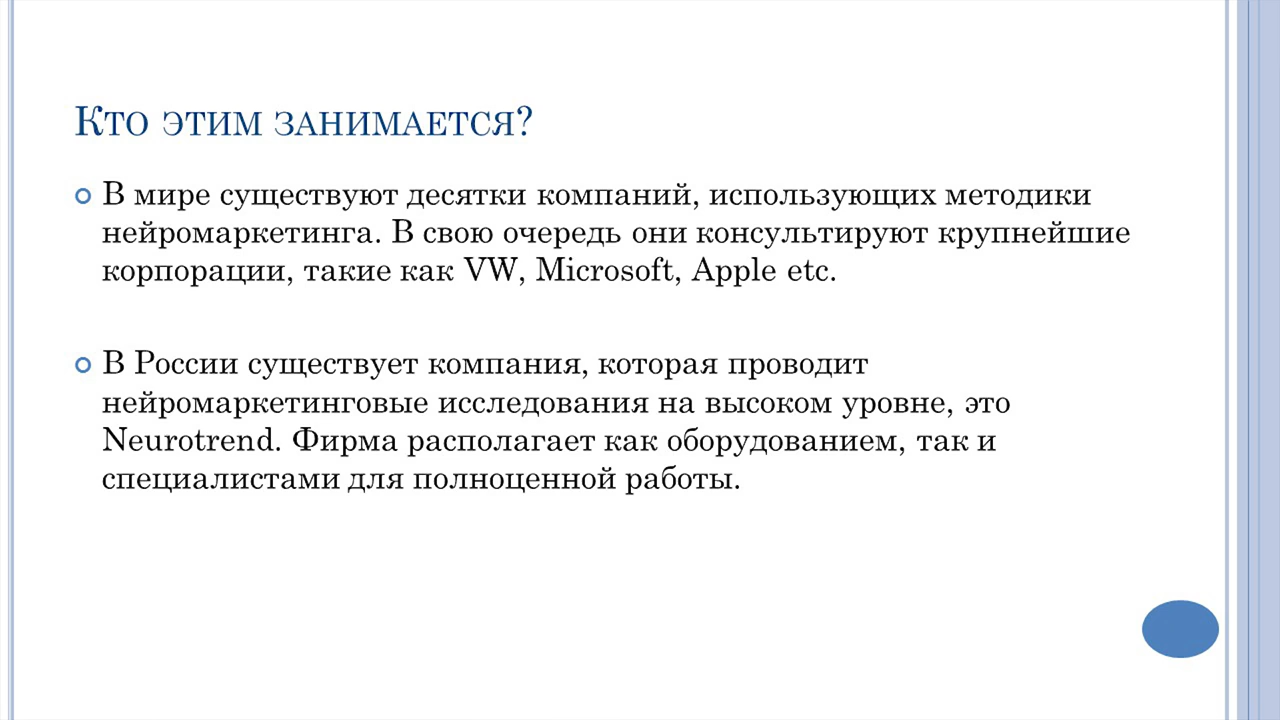 Кто этим занимается?
В мире существуют десятки компаний, использующих методики
нейромаркетинга. В свою очередь они консультируют крупнейшие
корпорации, такие как VW, Microsoft, Apple etc.
В России существует компания, которая проводит
нейромаркетинговые исследования на высоком уровне, это
Neurotrend. Фирма располагает как оборудованием, так и
специалистами для полноценной работы.